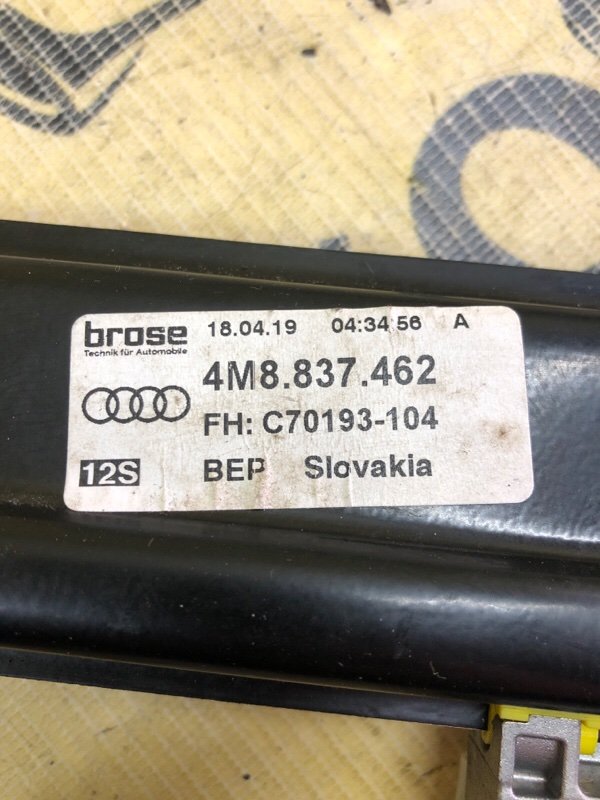 brose 18.04.19 04:34:56 A
Technik für Automobile
4M8.837.462
FH: C70193-104
12S BEP Slovakia